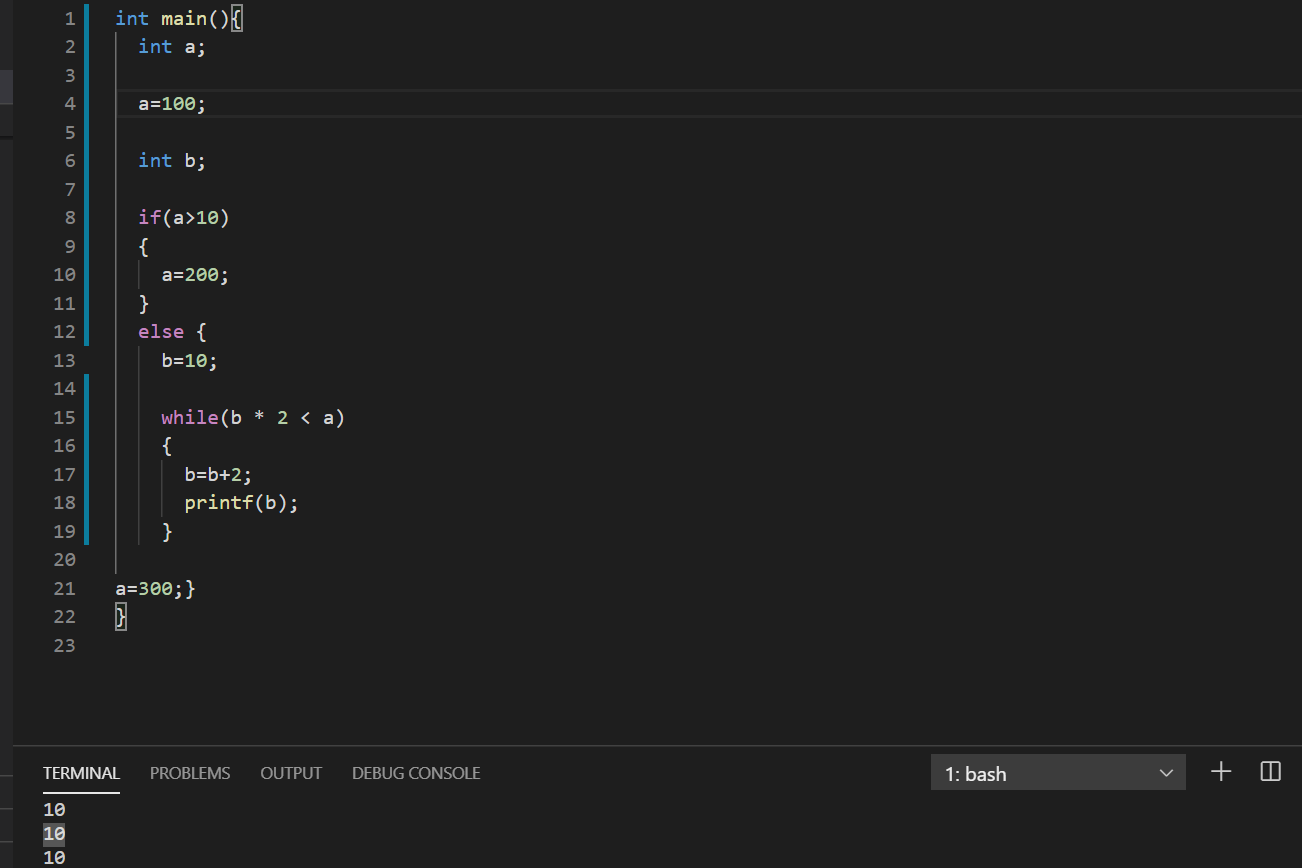 1 int main(){
2 int a;
3
4 a=100;
5
6 int b;
7
8 if(a>10)
9 {
10 a=200;
11 }
12 else {
13 b=10;
14
15 while(b * 2 < a)
16 {
17 b=b+2;
18 printf(b);
19 }
20
21 a=300;}
22 }
23
TERMINAL PROBLEMS OUTPUT DEBUG CONSOLE 1: bash
10
10
10